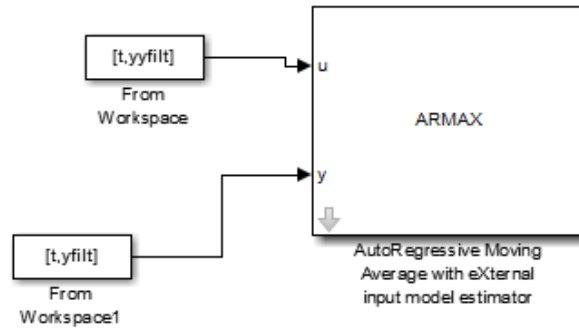 [t,yyfilt]
From
Workspace
u
ARMAX
y
[t,yfilt]
From
Workspace1
AutoRegressive Moving
Average with eXternal
input model estimator